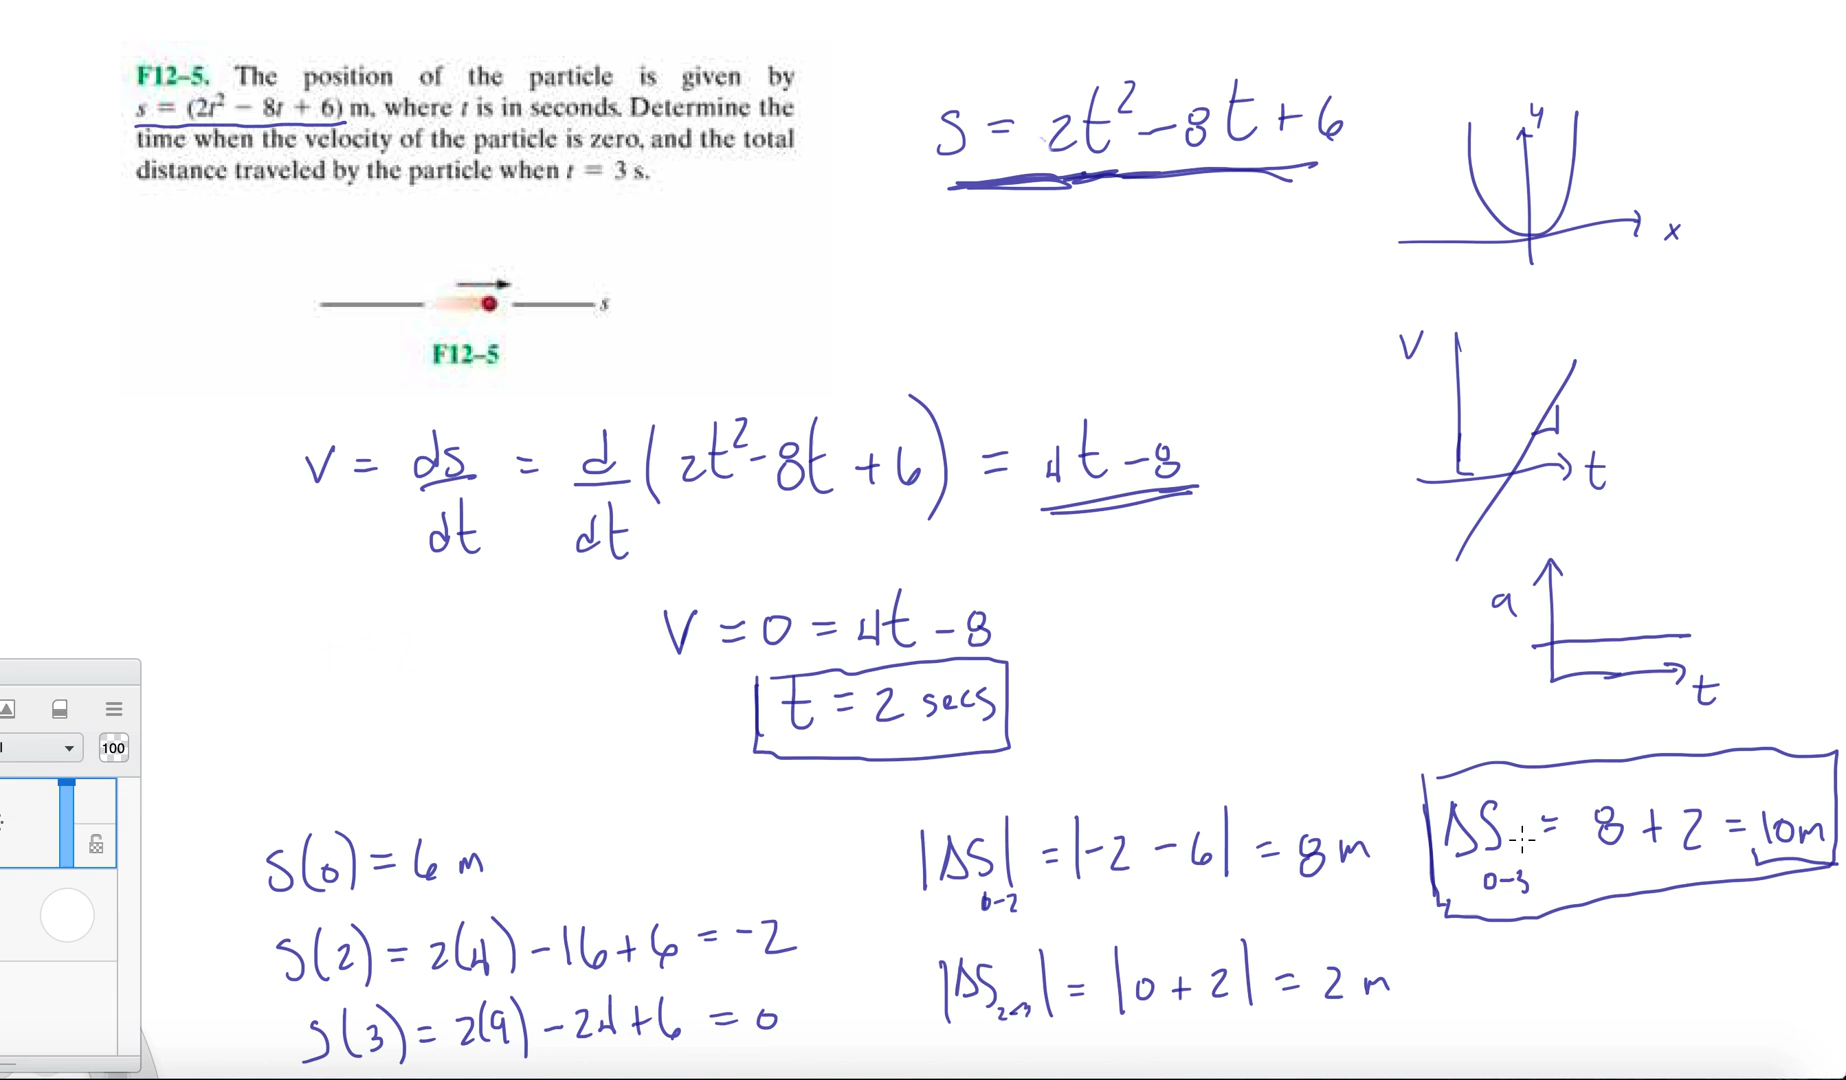 F12–5. The position of the particle is given by
s = (2t² − 8t + 6) m, where t is in seconds. Determine the
time when the velocity of the particle is zero, and the total
distance traveled by the particle when t = 3 s.
s
F12–5
S = 2t² - 8t + 6
y
x
V = ds/dt = d/dt (2t² - 8t + 6) = 4t - 8
V
t
V = 0 = 4t - 8
t = 2 secs
a
t
100
S(0) = 6 m
S(2) = 2(4) - 16 + 6 = -2
S(3) = 2(9) - 24 + 6 = 0
|ΔS| 0-2 = |-2 - 6| = 8 m
|ΔS 2-3| = |0 + 2| = 2 m
ΔS 0-3 = 8 + 2 = 10m